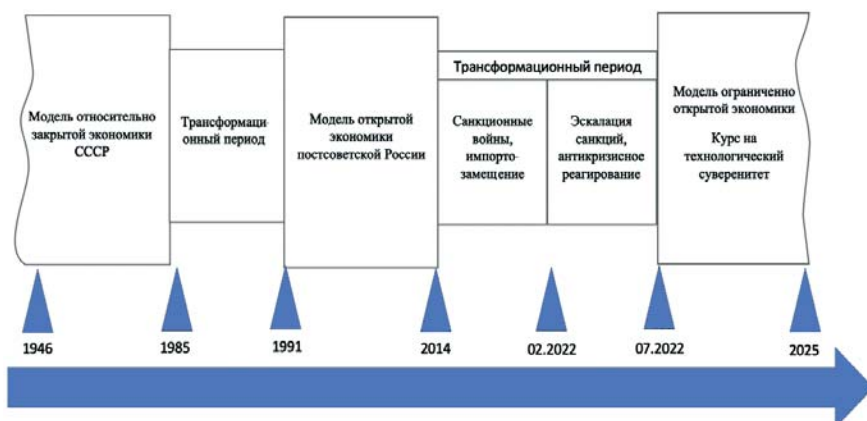 Модель относительно
закрытой экономики
СССР
Трансформаци-
онный период
Модель открытой
экономики
постсоветской России
Трансформационный период
Санкционные
войны,
импорто-
замещение
Эскалация
санкций,
антикризисное
реагирование
Модель ограниченно
открытой экономики
Курс на
технологический
суверенитет
1946
1985
1991
2014
02.2022
07.2022
2025